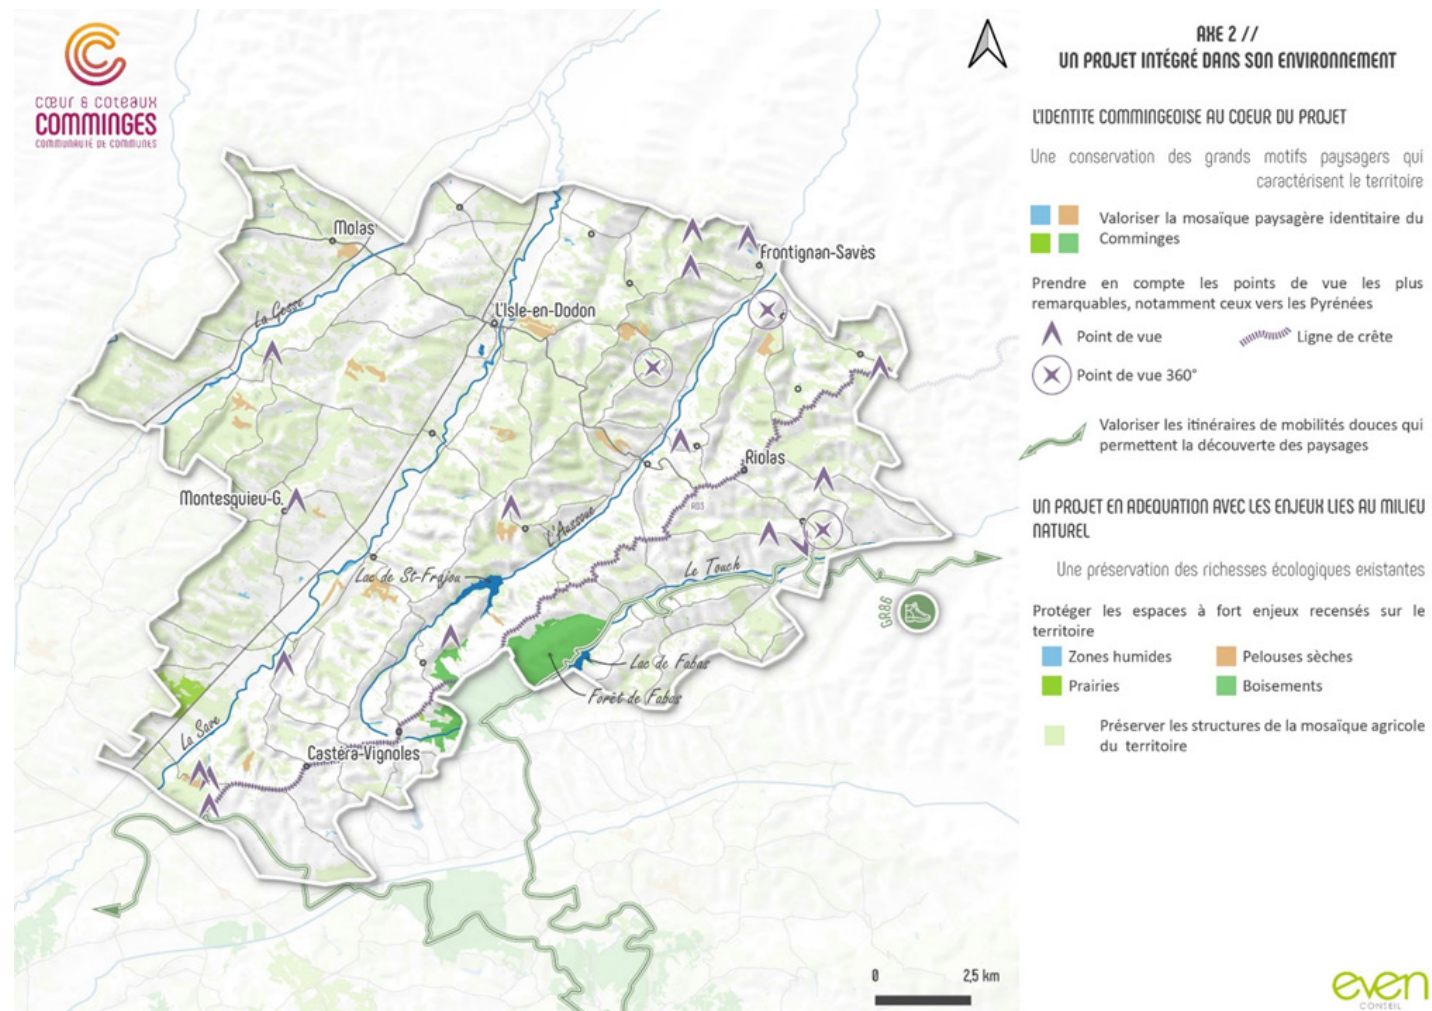 CœUr & COTEAUX
COMMINGES
COMMUNAUTÉ DE COMMUNES
Molas
Frontignan-Savès
La Gesse
L'Isle-en-Dodon
Riolas
Montesquieu-G.
RD3
L'Aussoue
Lac de St-Frajou
Le Touch
GR86
Lac de Fabas
Forêt de Fabas
La Save
Castéra-Vignoles
0 2,5 km
AXE 2 //
UN PROJET INTÉGRÉ DANS SON ENVIRONNEMENT
L'IDENTITE COMMINGEOISE AU COEUR DU PROJET
Une conservation des grands motifs paysagers qui
caractérisent le territoire
Valoriser la mosaïque paysagère identitaire du
Comminges
Prendre en compte les points de vue les plus
remarquables, notamment ceux vers les Pyrénées
Point de vue
Ligne de crête
Point de vue 360°
Valoriser les itinéraires de mobilités douces qui
permettent la découverte des paysages
UN PROJET EN ADEQUATION AVEC LES ENJEUX LIES AU MILIEU
NATUREL
Une préservation des richesses écologiques existantes
Protéger les espaces à fort enjeux recensés sur le
territoire
Zones humides
Pelouses sèches
Prairies
Boisements
Préserver les structures de la mosaïque agricole
du territoire
even
CONSEIL